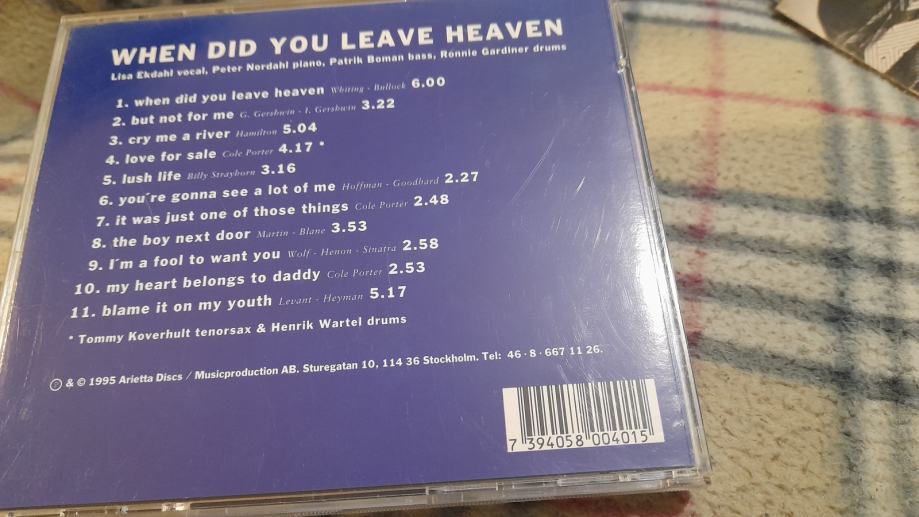 WHEN DID YOU LEAVE HEAVEN
Lisa Ekdahl vocal, Peter Nordahl piano, Patrik Boman bass, Ronnie Gardiner drums
1. when did you leave heaven Whiting - Bullock 6.00
2. but not for me G. Gershwin - I. Gershwin 3.22
3. cry me a river Hamilton 5.04
4. love for sale Cole Porter 4.17 *
5. lush life Billy Strayhorn 3.16
6. you´re gonna see a lot of me Hoffman - Goodhard 2.27
7. it was just one of those things Cole Porter 2.48
8. the boy next door Martin - Blane 3.53
9. I´m a fool to want you Wolf - Henon - Sinatra 2.58
10. my heart belongs to daddy Cole Porter 2.53
11. blame it on my youth Levant - Heyman 5.17
* Tommy Koverhult tenorsax & Henrik Wartel drums
℗ & © 1995 Arietta Discs / Musicproduction AB. Sturegatan 10, 114 36 Stockholm. Tel: 46·8·667 11 26.
7 394058 004015